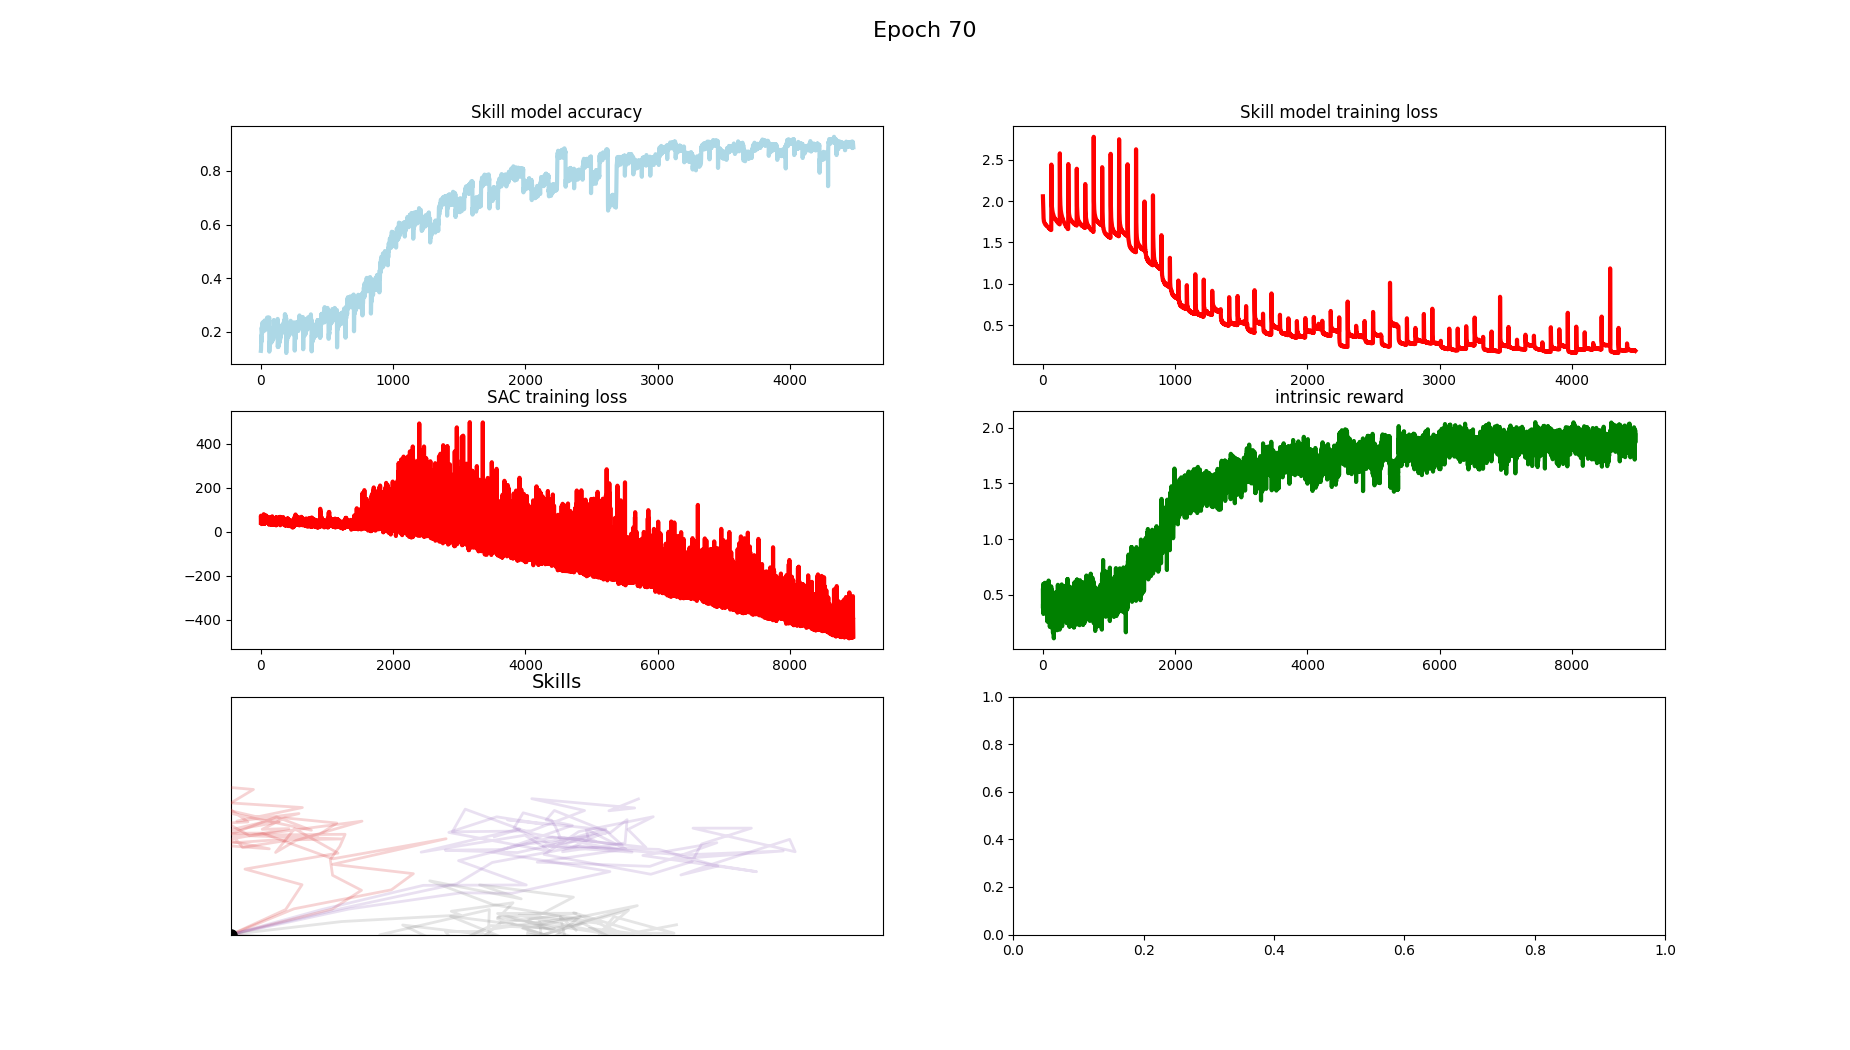 Epoch 70
Skill model accuracy
0.8
0.6
0.4
0.2
0 1000 2000 3000 4000
Skill model training loss
2.5
2.0
1.5
1.0
0.5
0 1000 2000 3000 4000
SAC training loss
400
200
0
−200
−400
0 2000 4000 6000 8000
intrinsic reward
2.0
1.5
1.0
0.5
0 2000 4000 6000 8000
Skills
1.0
0.8
0.6
0.4
0.2
0.0
0.0 0.2 0.4 0.6 0.8 1.0